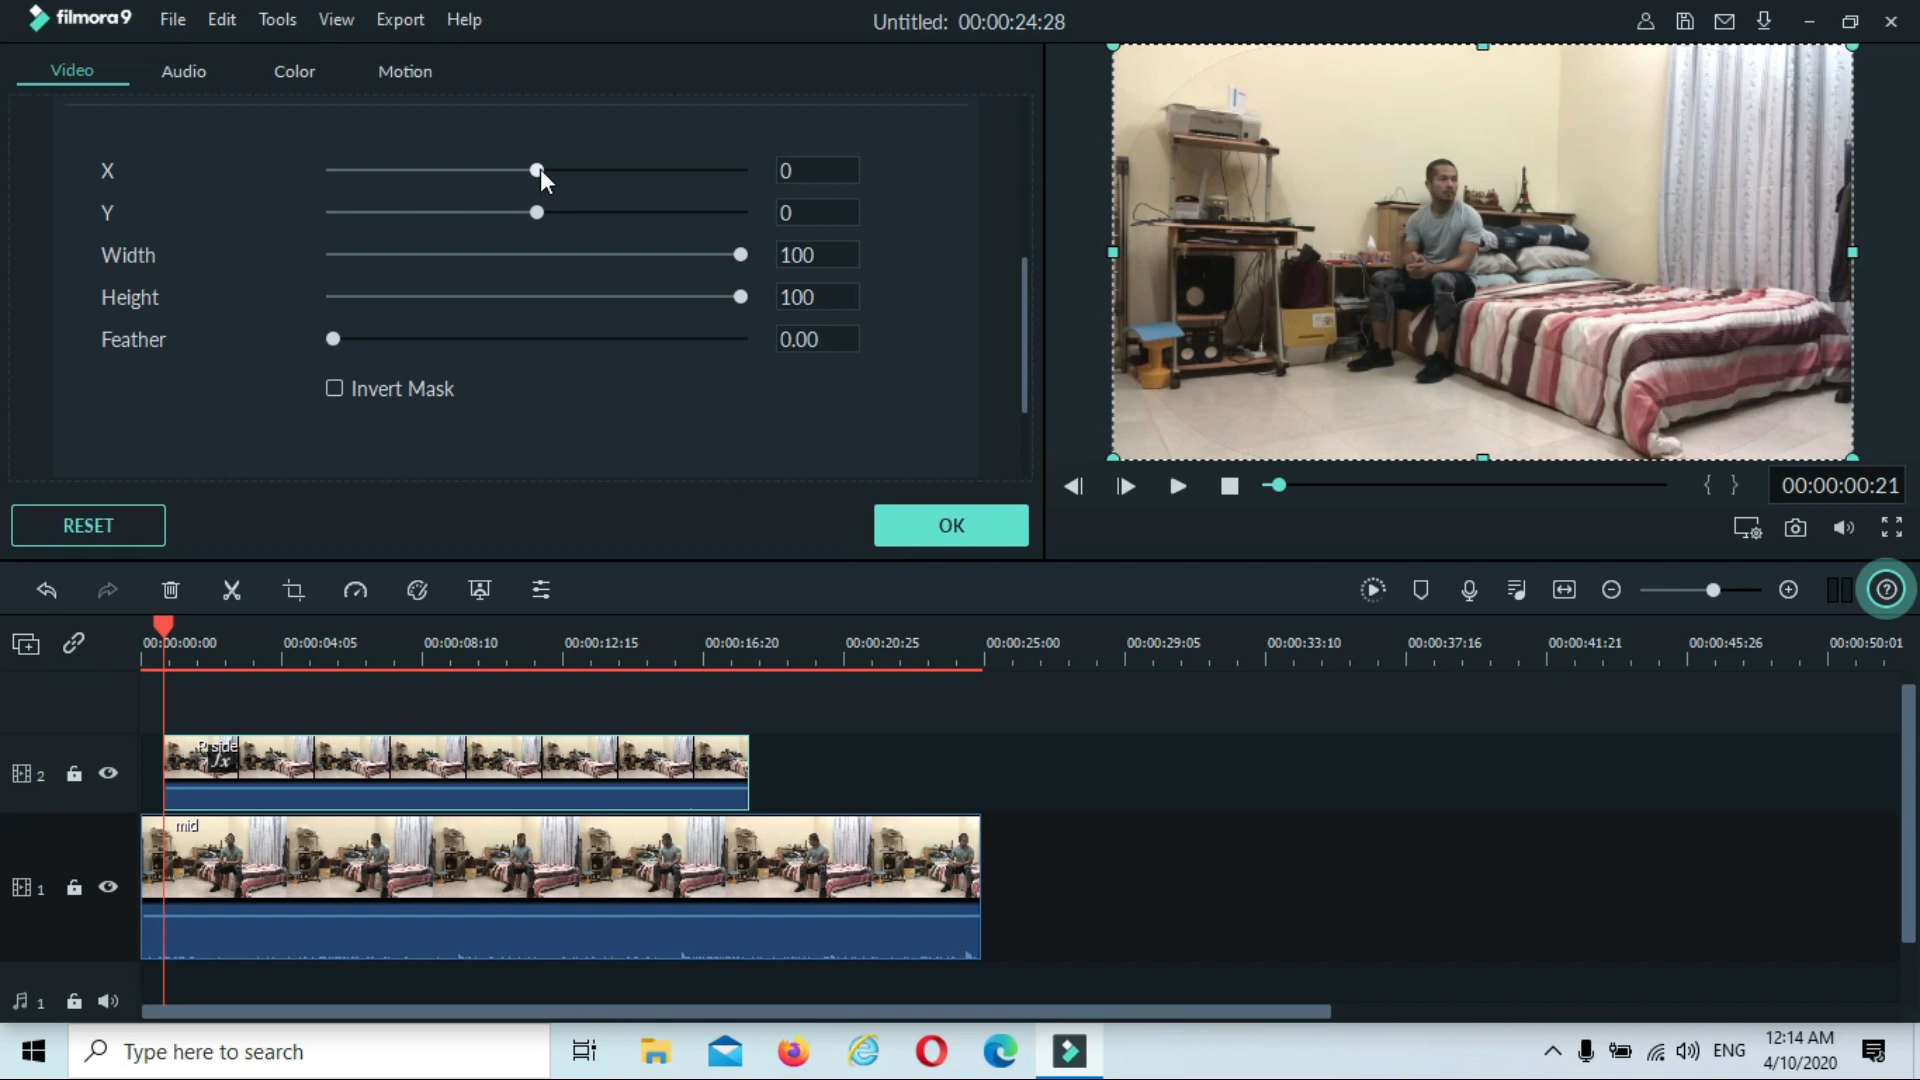 filmora9 File Edit Tools View Export Help Untitled: 00:00:24:28
Video Audio Color Motion
X 0
Y 0
Width 100
Height 100
Feather 0.00
Invert Mask
{ } 00:00:00:21
RESET OK
00:00:00:00 00:00:04:05 00:00:08:10 00:00:12:15 00:00:16:20 00:00:20:25 00:00:25:00 00:00:29:05 00:00:33:10 00:00:37:16 00:00:41:21 00:00:45:26 00:00:50:01
side
fx
2
mid
1
1
Type here to search ENG 12:14 AM
4/10/2020